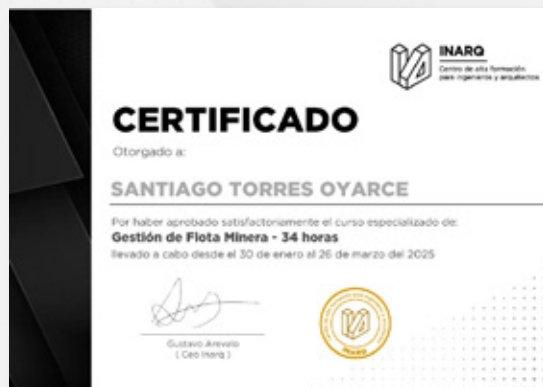 INARQ
Centro de alta formación
para ingenieros y arquitectos
CERTIFICADO
Otorgado a:
SANTIAGO TORRES OYARCE
Por haber aprobado satisfactoriamente el curso especializado de:
Gestión de Flota Minera - 34 horas
llevado a cabo desde el 30 de enero al 26 de marzo del 2025
Gustavo Arevalo
( Ceo Inarq )
INARQ